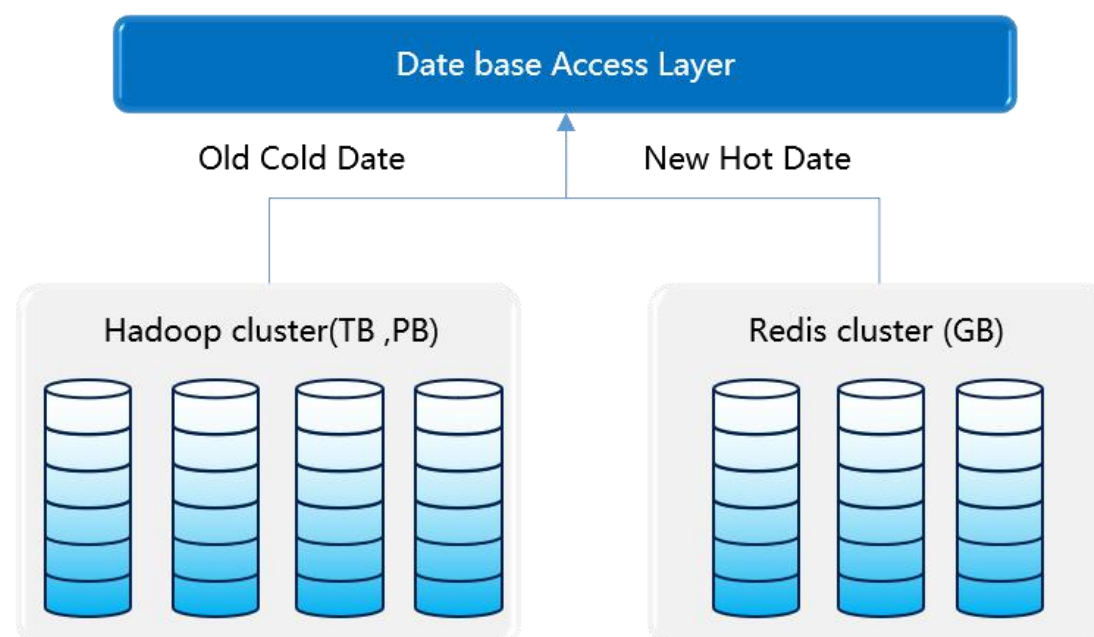 Date base Access Layer
Old Cold Date
New Hot Date
Hadoop cluster(TB ,PB)
Redis cluster (GB)